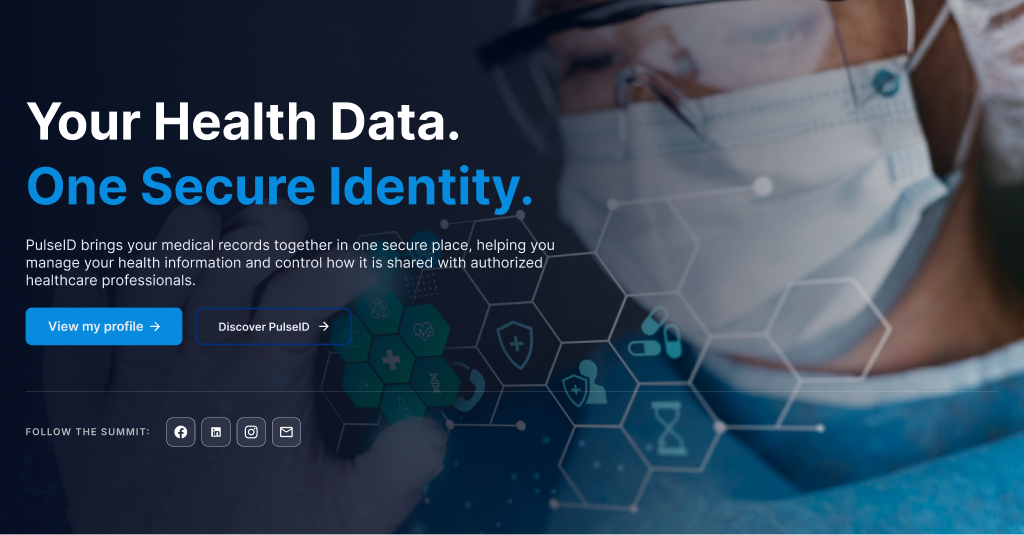 Your Health Data.
One Secure Identity.
PulseID brings your medical records together in one secure place, helping you
manage your health information and control how it is shared with authorized
healthcare professionals.
View my profile →
Discover PulseID →
FOLLOW THE SUMMIT: